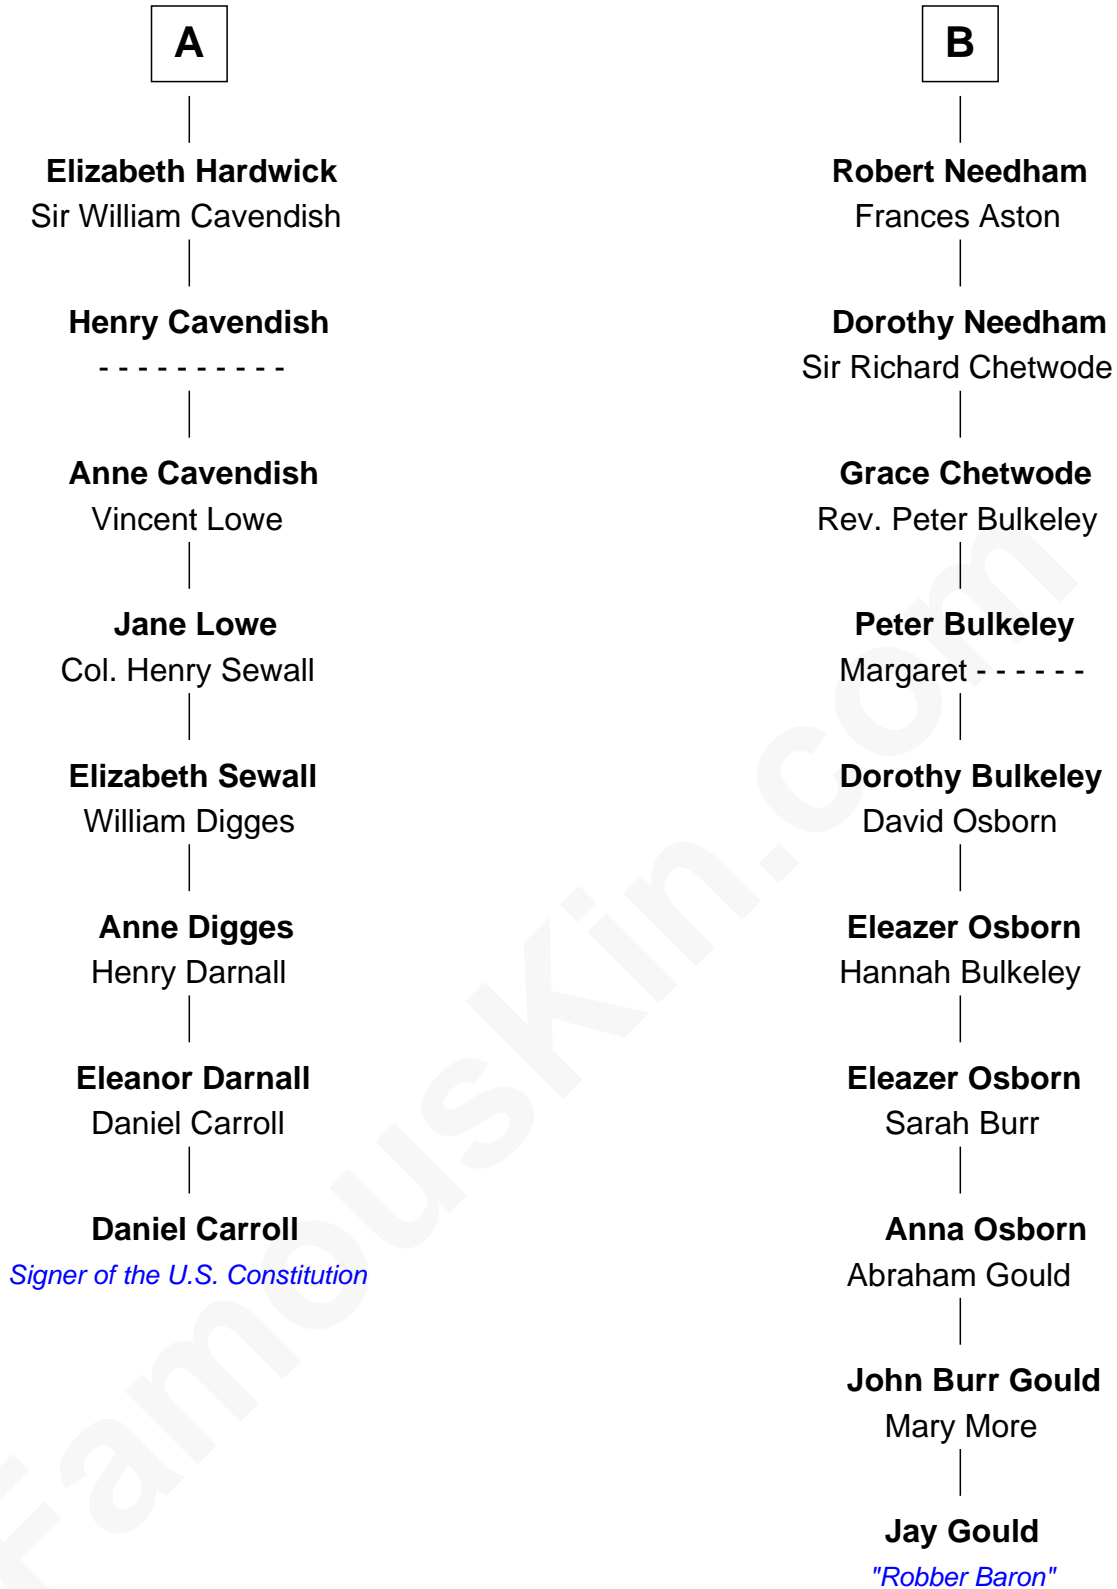 A
Elizabeth Hardwick
Sir William Cavendish
Henry Cavendish
- - - - - - - - - -
Anne Cavendish
Vincent Lowe
Jane Lowe
Col. Henry Sewall
Elizabeth Sewall
William Digges
Anne Digges
Henry Darnall
Eleanor Darnall
Daniel Carroll
Daniel Carroll
Signer of the U.S. Constitution
B
Robert Needham
Frances Aston
Dorothy Needham
Sir Richard Chetwode
Grace Chetwode
Rev. Peter Bulkeley
Peter Bulkeley
Margaret - - - - - -
Dorothy Bulkeley
David Osborn
Eleazer Osborn
Hannah Bulkeley
Eleazer Osborn
Sarah Burr
Anna Osborn
Abraham Gould
John Burr Gould
Mary More
Jay Gould
"Robber Baron"
FamousKin.com